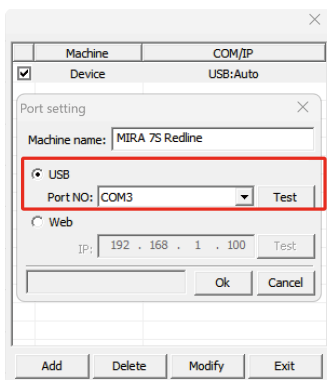 Machine COM/IP
Device USB:Auto
Port setting
Machine name: MIRA 7S Redline
USB
Port NO: COM3 Test
Web
IP: 192 . 168 . 1 . 100 Test
Ok Cancel
Add Delete Modify Exit